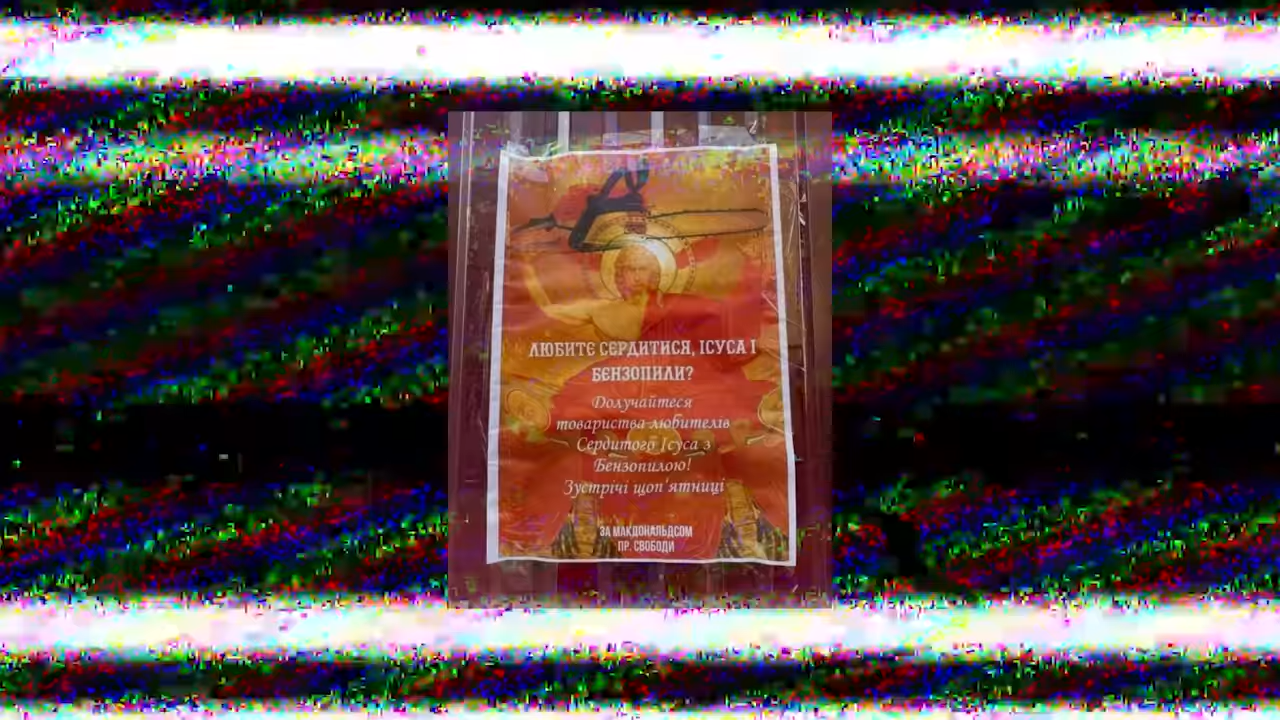 ЛЮБИТЕ СЕРДИТИСЯ, ІСУСА І
БЕНЗОПИЛИ?
Долучайтеся
товариства любителів
Сердитого Ісуса з
Бензопилою!
Зустрічі щоп'ятниці
ЗА МАКДОНАЛЬДСОМ
ПР. СВОБОДИ